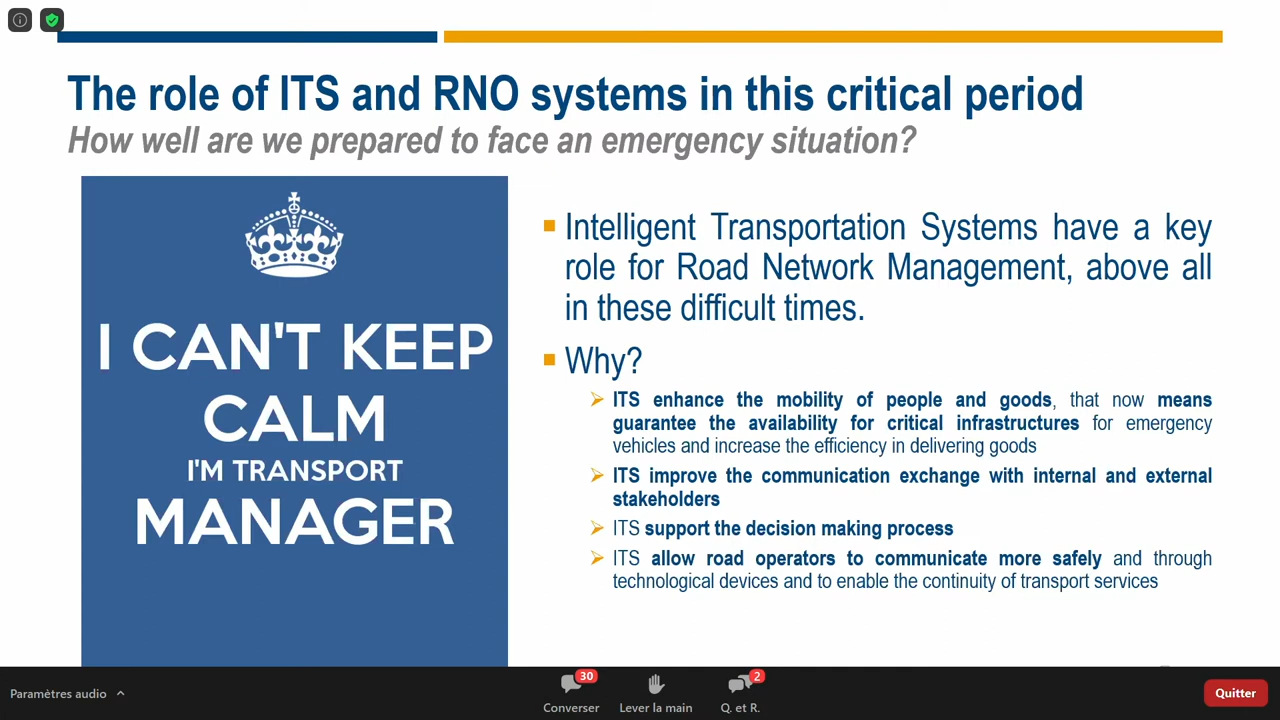 The role of ITS and RNO systems in this critical period
How well are we prepared to face an emergency situation?
I CAN'T KEEP
CALM
I'M TRANSPORT
MANAGER
Intelligent Transportation Systems have a key
role for Road Network Management, above all
in these difficult times.
Why?
ITS enhance the mobility of people and goods, that now means
guarantee the availability for critical infrastructures for emergency
vehicles and increase the efficiency in delivering goods
ITS improve the communication exchange with internal and external
stakeholders
ITS support the decision making process
ITS allow road operators to communicate more safely and through
technological devices and to enable the continuity of transport services
Paramètres audio
30
Converser
Lever la main
2
Q. et R.
Quitter